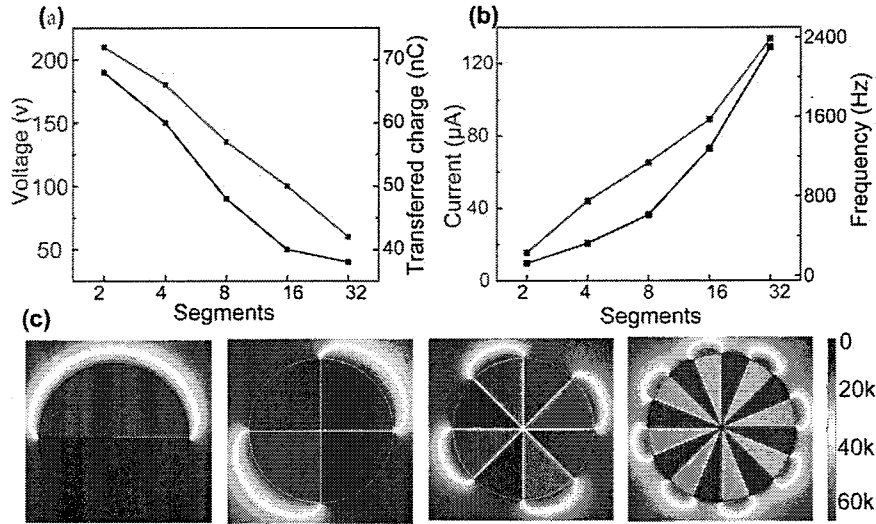 (a)
200
150
100
50
Voltage (v)
70
60
50
40
Transferred charge (nC)
2 4 8 16 32
Segments
(b)
120
80
40
0
Current (µA)
2400
1600
800
0
Frequency (Hz)
2 4 8 16 32
Segments
(c)
0
20k
40k
60k